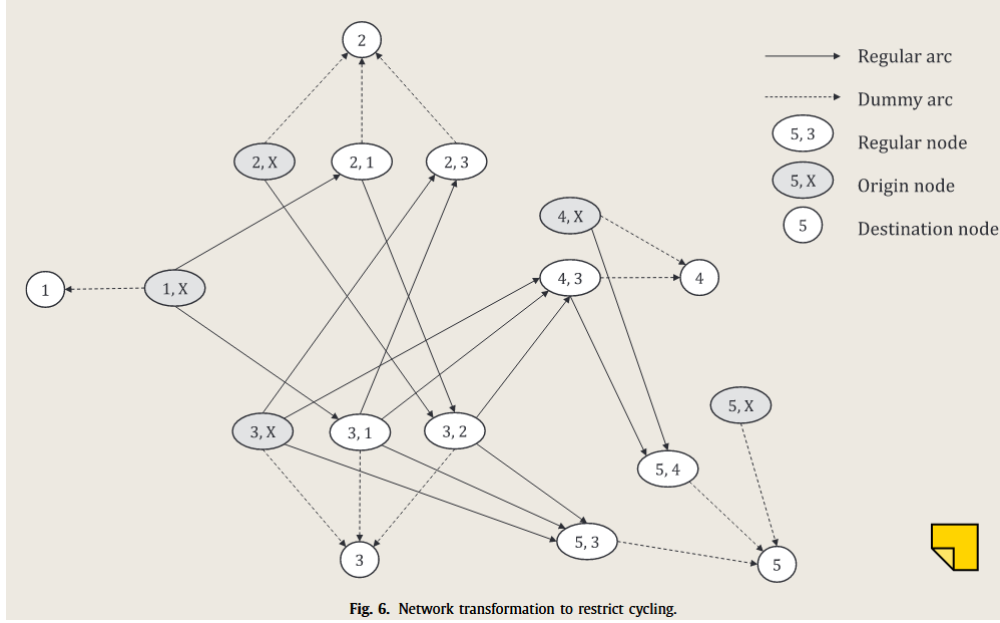 2
Regular arc
Dummy arc
2, X
2, 1
2, 3
5, 3
Regular node
5, X
Origin node
4, X
5
Destination node
1
1, X
4, 3
4
3, X
3, 1
3, 2
5, X
5, 4
3
5, 3
5
Fig. 6. Network transformation to restrict cycling.